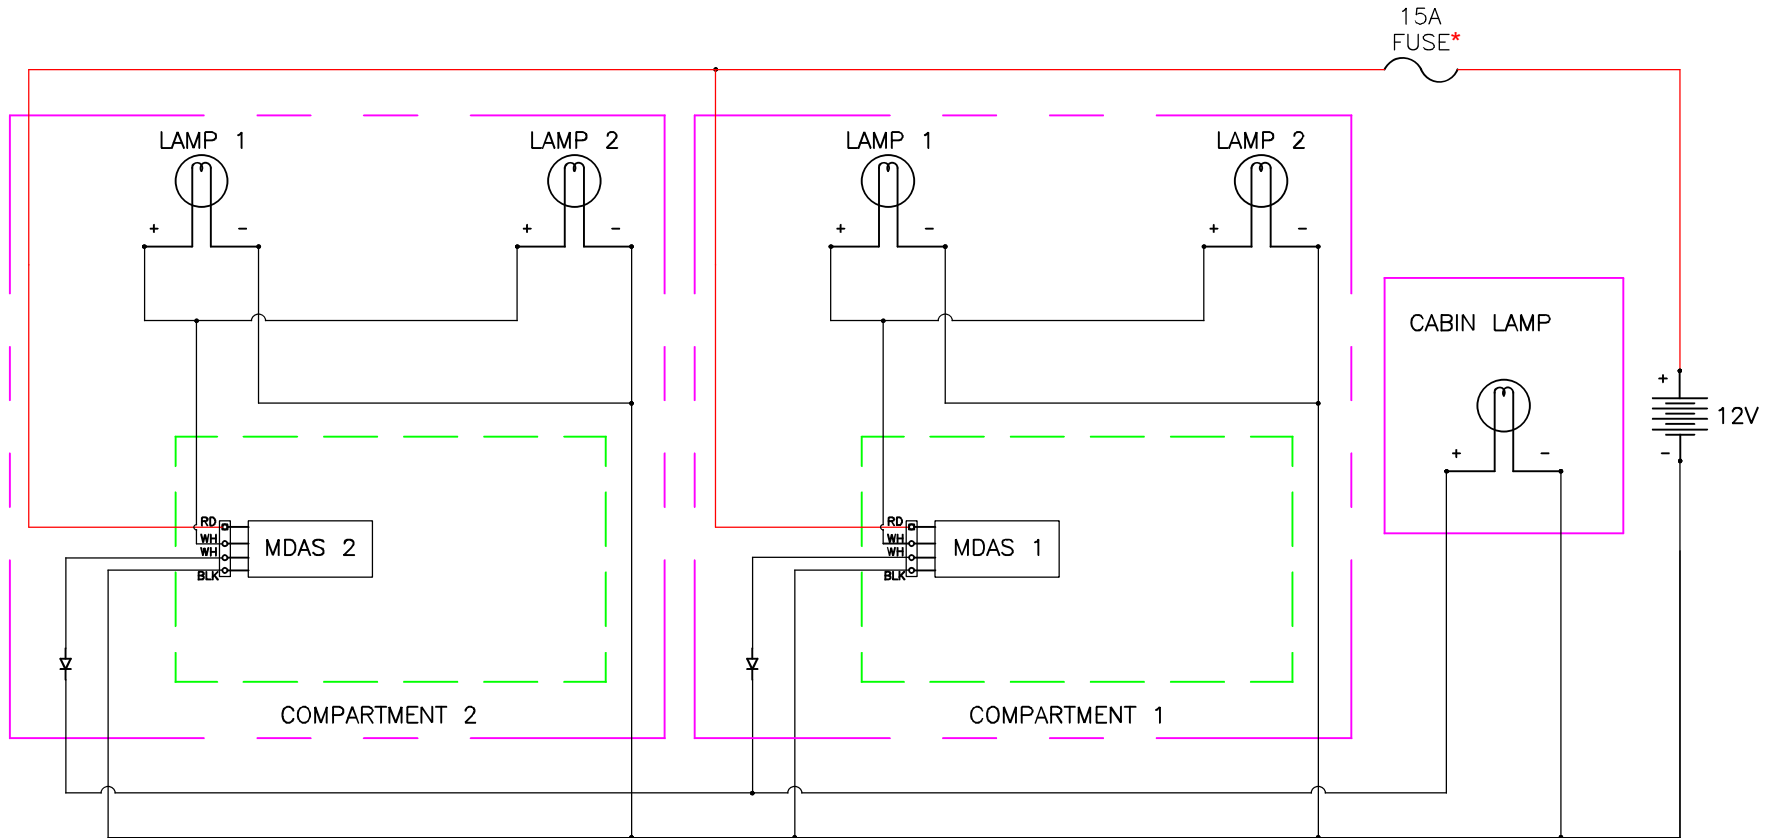 15A
FUSE*
LAMP 1
LAMP 2
LAMP 1
LAMP 2
+
-
+
-
+
-
+
-
CABIN LAMP
+
-
+
12V
-
RD
WH
WH
BLK
MDAS 2
RD
WH
WH
BLK
MDAS 1
COMPARTMENT 2
COMPARTMENT 1